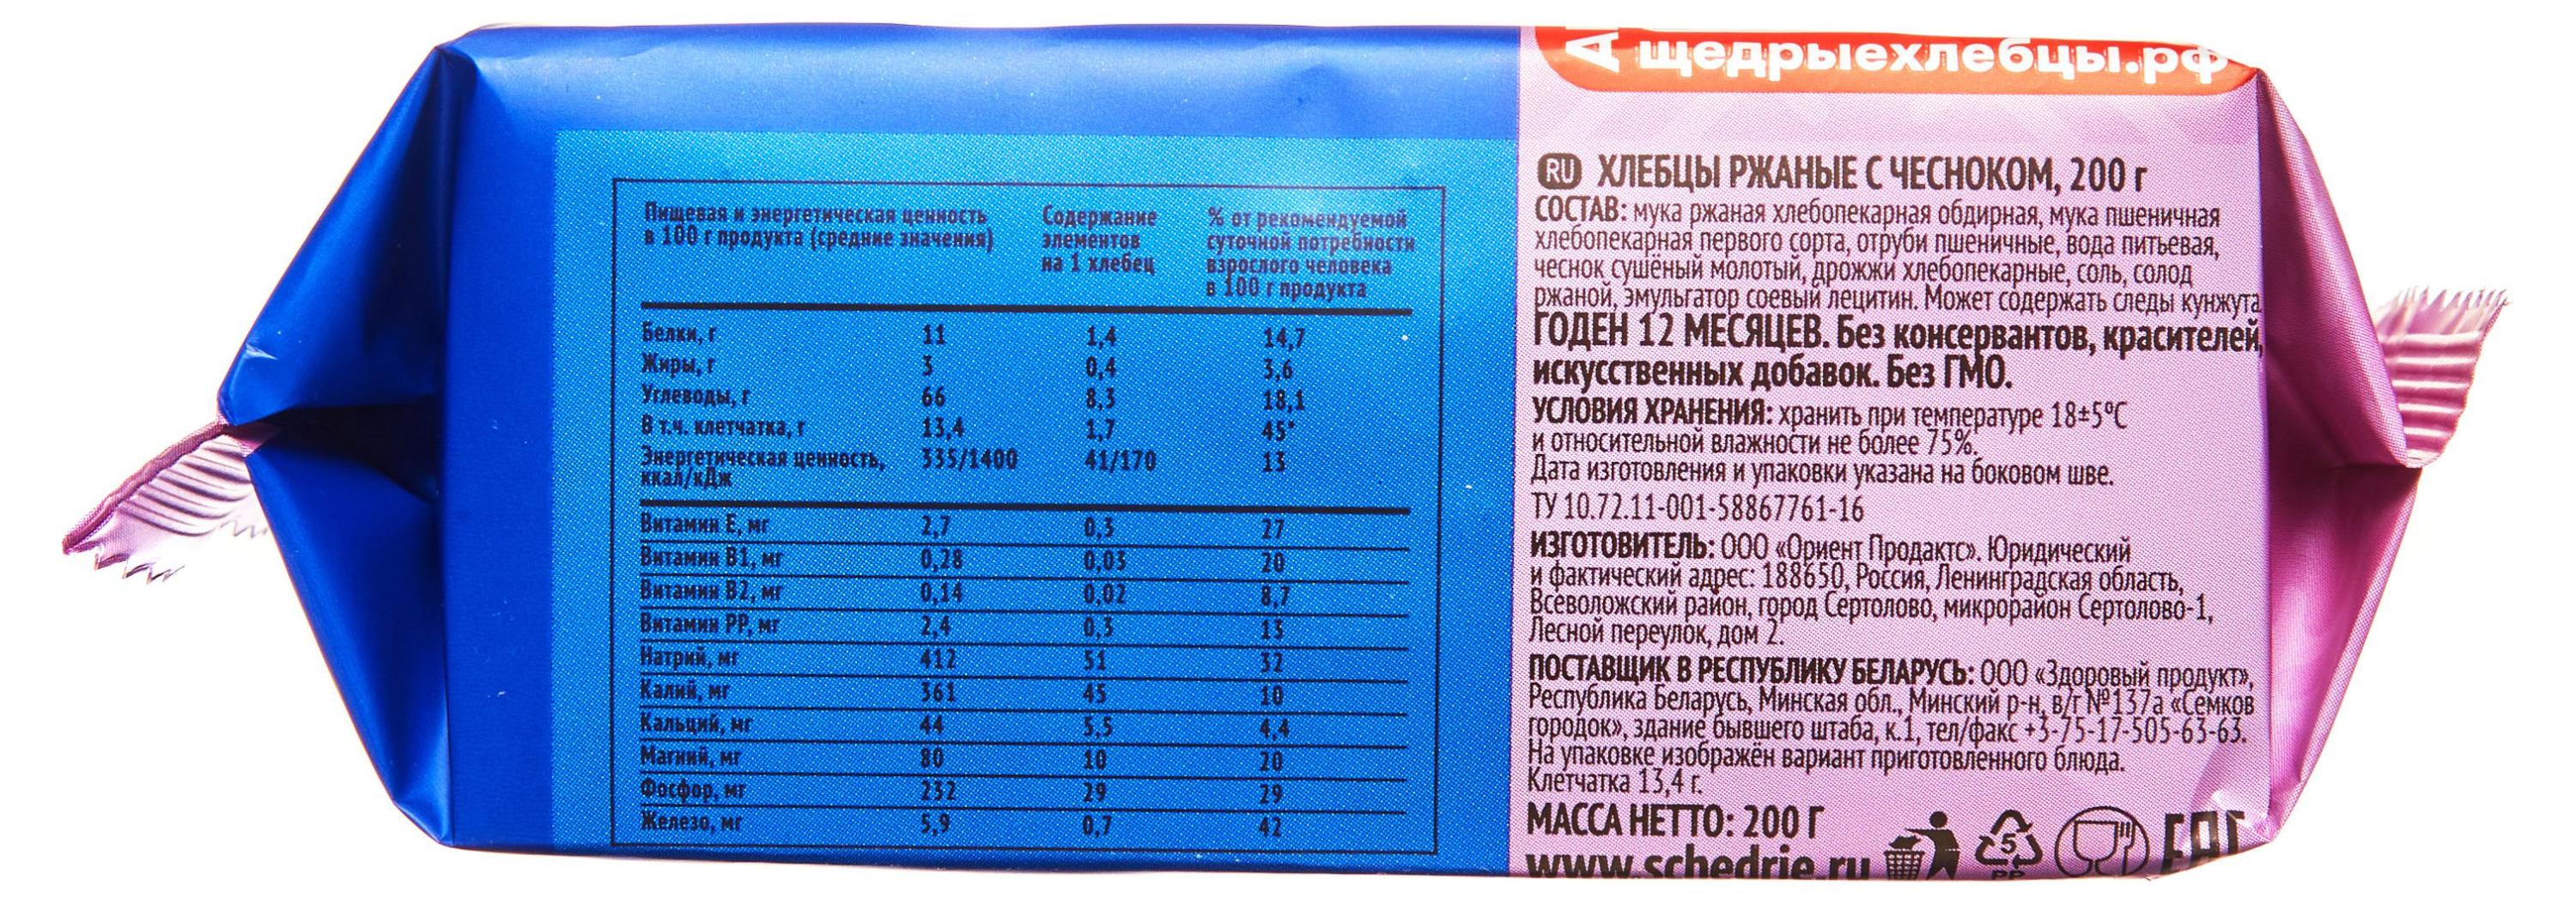 Пищевая и энергетическая ценность
в 100 г продукта (средние значения)
Содержание
элементов
на 1 хлебец
% от рекомендуемой
суточной потребности
взрослого человека
в 100 г продукта
Белки, г 11 1,4 14,7
Жиры, г 3 0,4 3,6
Углеводы, г 66 8,3 18,1
В т.ч. клетчатка, г 13,4 1,7 45*
Энергетическая ценность, 335/1400 41/170 13
ккал/кДж
Витамин Е, мг 2,7 0,3 27
Витамин В1, мг 0,28 0,03 20
Витамин В2, мг 0,14 0,02 8,7
Витамин РР, мг 2,4 0,3 13
Натрий, мг 412 51 32
Калий, мг 361 45 10
Кальций, мг 44 5,5 4,4
Магний, мг 80 10 20
Фосфор, мг 232 29 29
Железо, мг 5,9 0,7 42
щедрыехлебцы.рф
RU ХЛЕБЦЫ РЖАНЫЕ С ЧЕСНОКОМ, 200 г
СОСТАВ: мука ржаная хлебопекарная обдирная, мука пшеничная
хлебопекарная первого сорта, отруби пшеничные, вода питьевая,
чеснок сушёный молотый, дрожжи хлебопекарные, соль, солод
ржаной, эмульгатор соевый лецитин. Может содержать следы кунжута.
ГОДЕН 12 МЕСЯЦЕВ. Без консервантов, красителей,
искусственных добавок. Без ГМО.
УСЛОВИЯ ХРАНЕНИЯ: хранить при температуре 18±5°С
и относительной влажности не более 75%.
Дата изготовления и упаковки указана на боковом шве.
ТУ 10.72.11-001-58867761-16
ИЗГОТОВИТЕЛЬ: ООО «Ориент Продактс». Юридический
и фактический адрес: 188650, Россия, Ленинградская область,
Всеволожский район, город Сертолово, микрорайон Сертолово-1,
Лесной переулок, дом 2.
ПОСТАВЩИК В РЕСПУБЛИКУ БЕЛАРУСЬ: ООО «Здоровый продукт»,
Республика Беларусь, Минская обл., Минский р-н, в/г №137а «Семков
городок», здание бывшего штаба, к.1, тел/факс +3-75-17-505-63-63.
На упаковке изображён вариант приготовленного блюда.
Клетчатка 13,4 г.
МАССА НЕТТО: 200 Г
www.schedrie.ru
5
PP
EAC